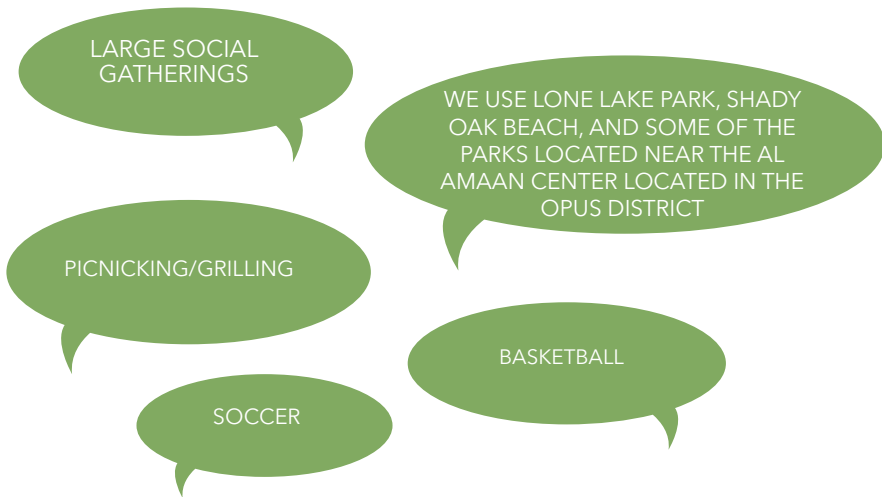 LARGE SOCIAL
GATHERINGS
WE USE LONE LAKE PARK, SHADY
OAK BEACH, AND SOME OF THE
PARKS LOCATED NEAR THE AL
AMAAN CENTER LOCATED IN THE
OPUS DISTRICT
PICNICKING/GRILLING
BASKETBALL
SOCCER